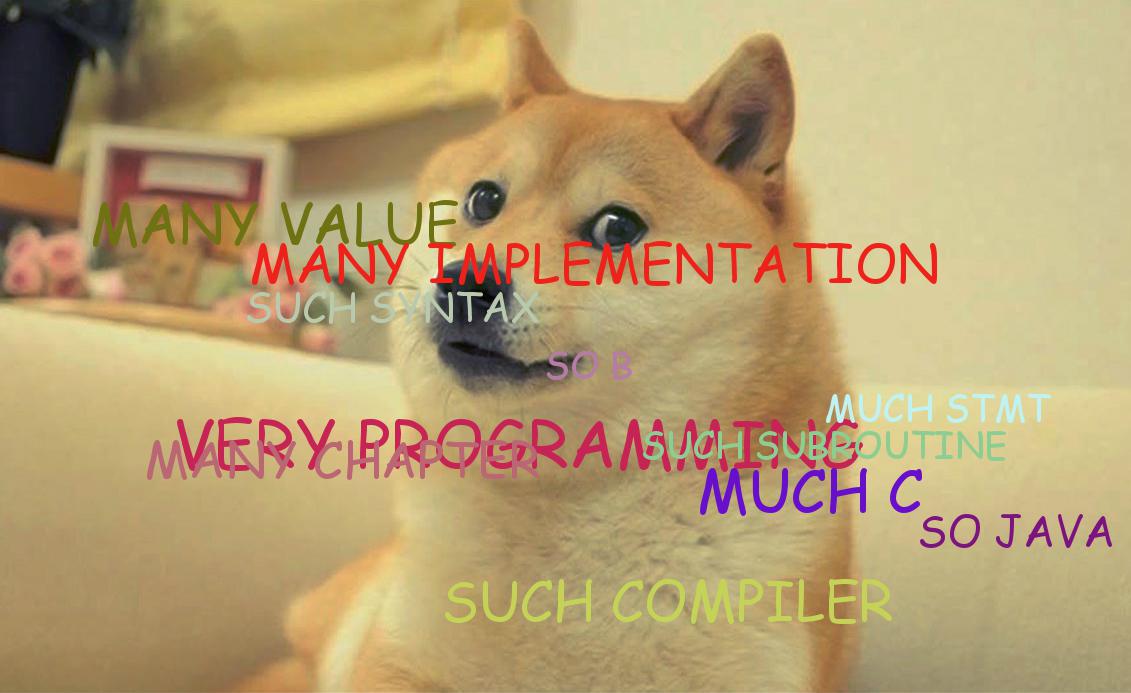 MANY VALUE
MANY IMPLEMENTATION
SUCH SYNTAX
SO B
MUCH STMT
VERY PROGRAMMING
SUCH SUBROUTINE
MANY CHAPTER
MUCH C
SO JAVA
SUCH COMPILER